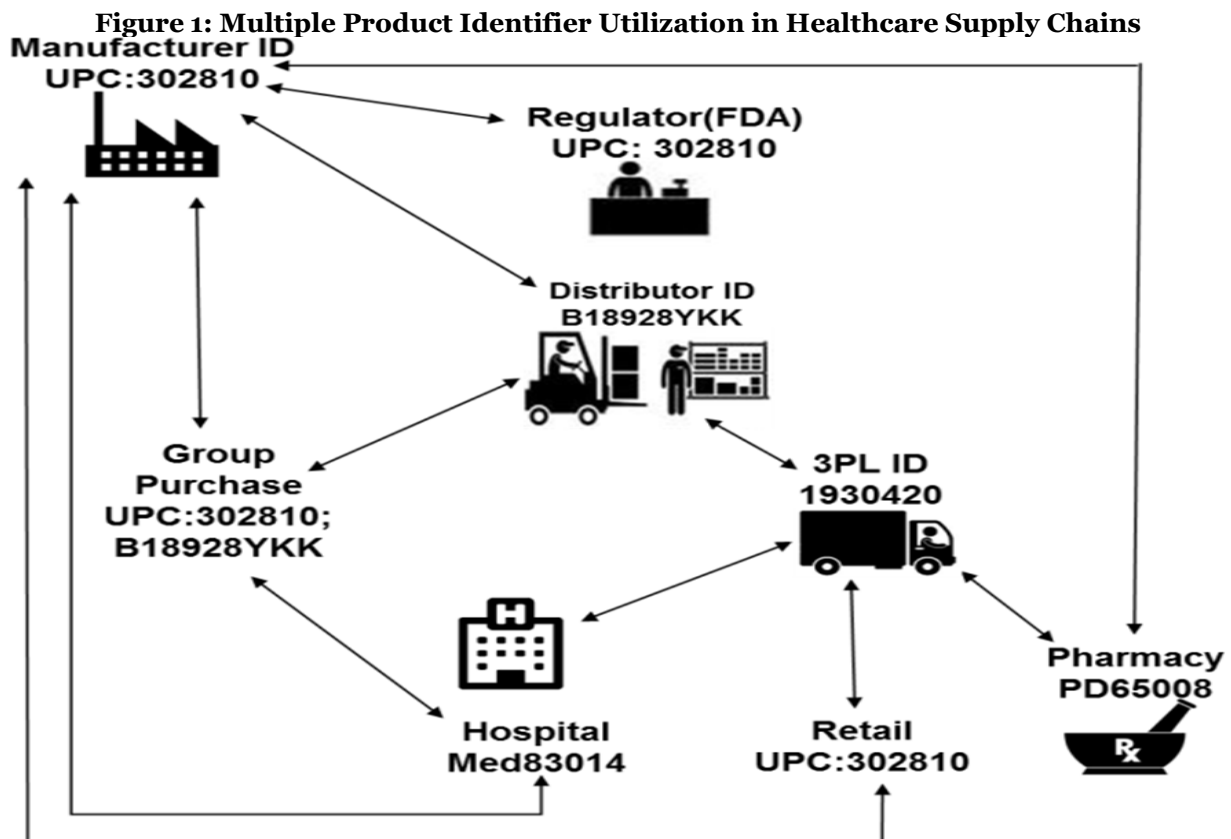 Figure 1: Multiple Product Identifier Utilization in Healthcare Supply Chains
Manufacturer ID
UPC:302810
Regulator(FDA)
UPC: 302810
Distributor ID
B18928YKK
Group
Purchase
UPC:302810;
B18928YKK
3PL ID
1930420
H
Hospital
Med83014
Retail
UPC:302810
Pharmacy
PD65008
Rx